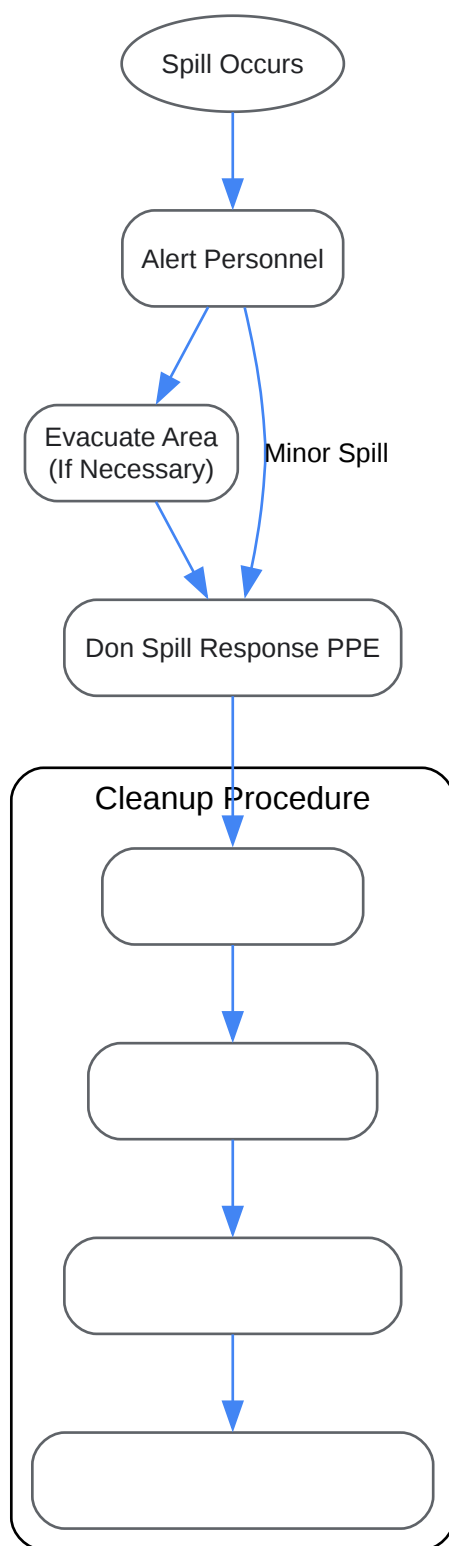 Spill Occurs
Alert Personnel
Evacuate Area
(If Necessary)
Minor Spill
Don Spill Response PPE
Cleanup Procedure